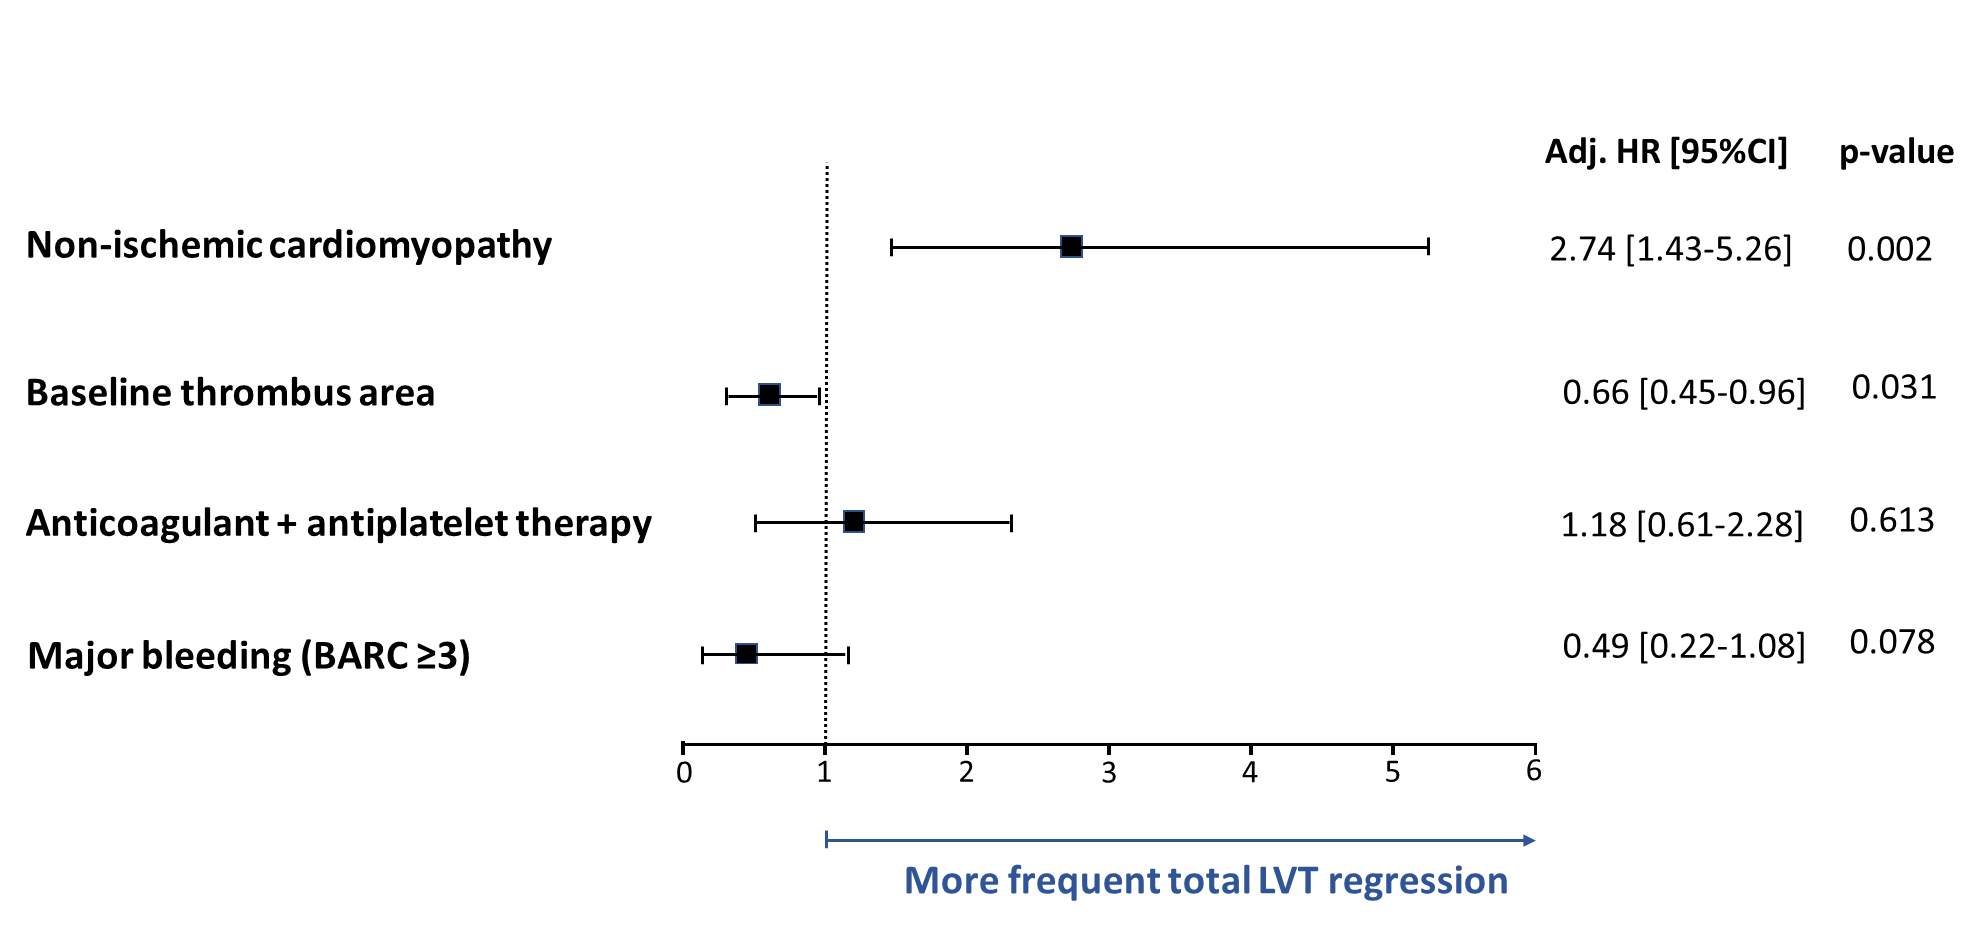 Adj. HR [95%CI] p-value
Non-ischemic cardiomyopathy 2.74 [1.43-5.26] 0.002
Baseline thrombus area 0.66 [0.45-0.96] 0.031
Anticoagulant + antiplatelet therapy 1.18 [0.61-2.28] 0.613
Major bleeding (BARC ≥3) 0.49 [0.22-1.08] 0.078
0 1 2 3 4 5 6
More frequent total LVT regression